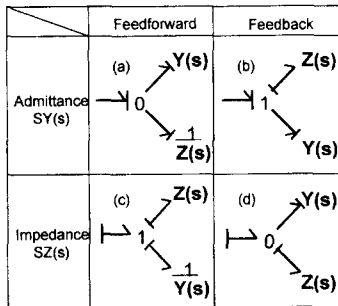 Feedforward Feedback
Admittance SY(s)
(a) Y(s) 0 1/Z(s)
(b) Z(s) 1 Y(s)
Impedance SZ(s)
(c) Z(s) 1 1/Y(s)
(d) Y(s) 0 Z(s)